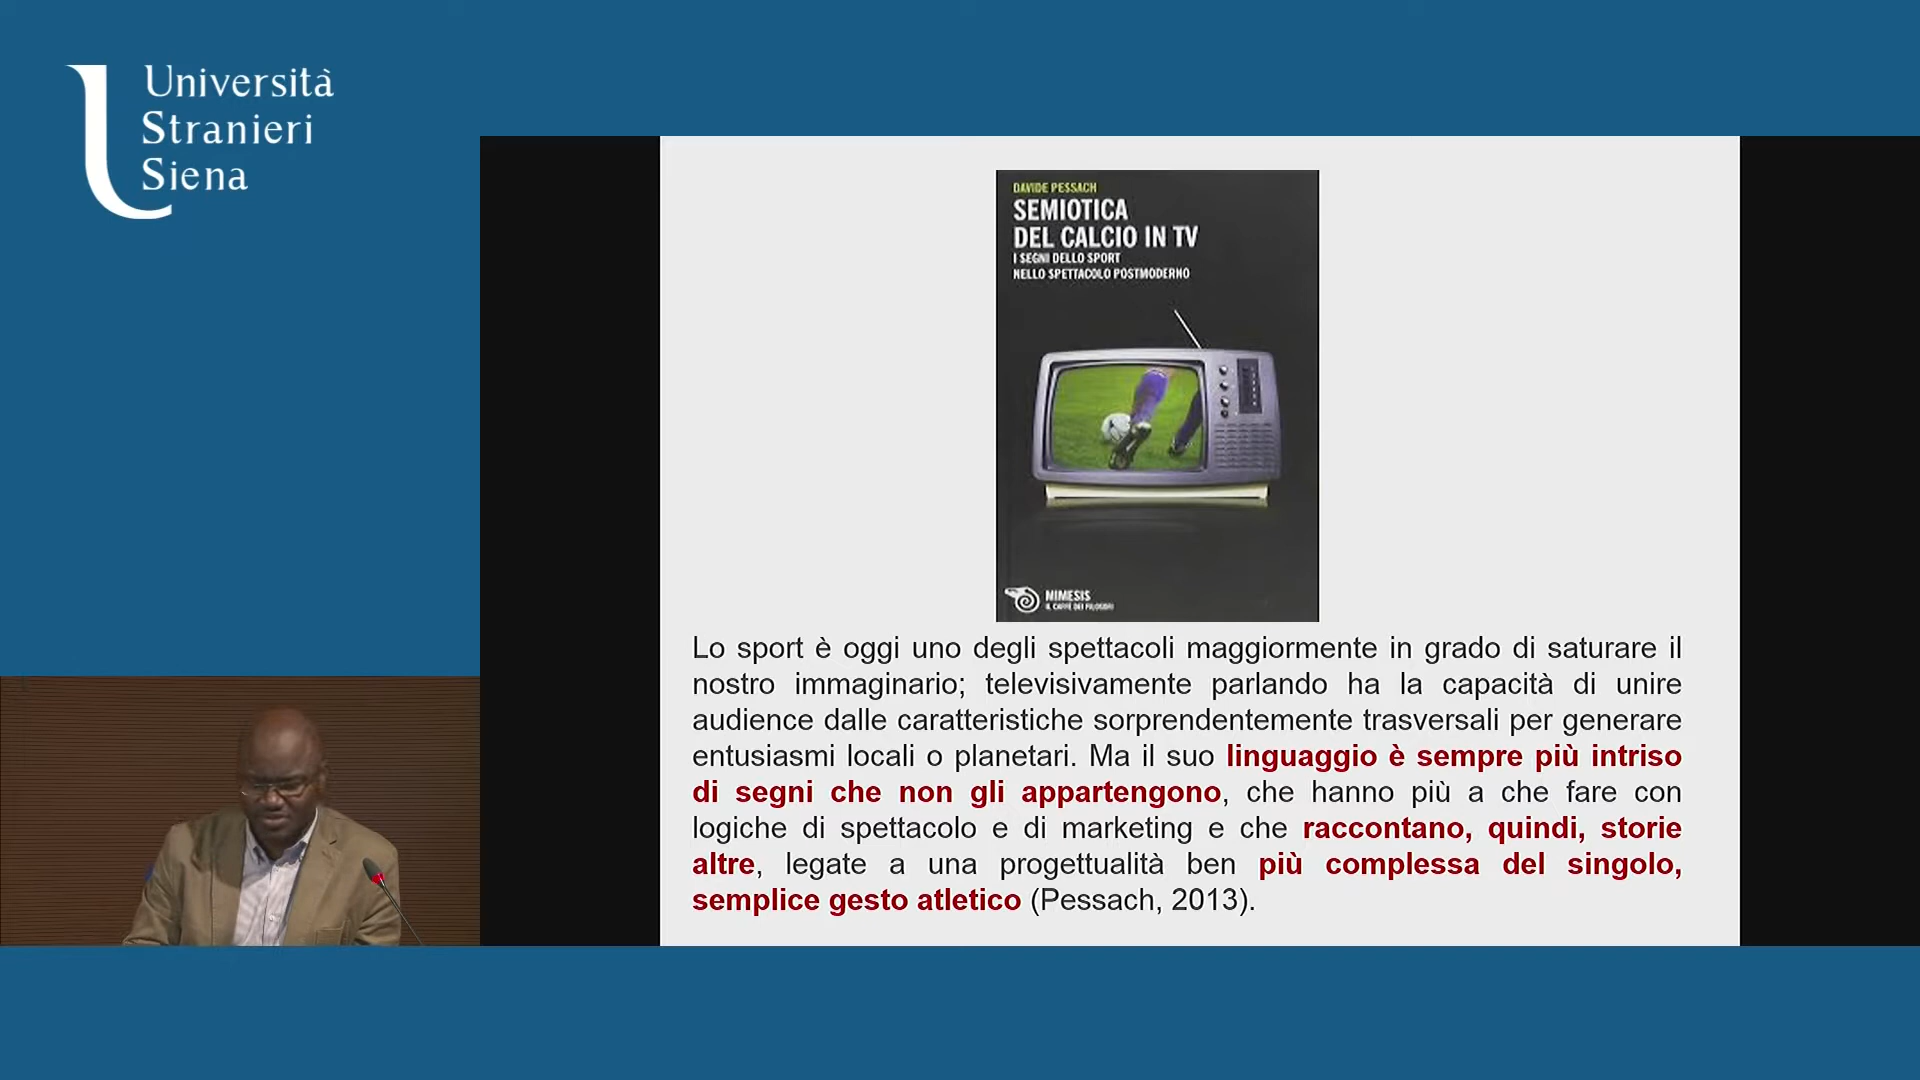 Università
Stranieri
Siena
DAVIDE PESSACH
SEMIOTICA
DEL CALCIO IN TV
I SEGNI DELLO SPORT
NELLO SPETTACOLO POSTMODERNO
MIMESIS
IL CAFFÈ DEI FILOSOFI
Lo sport è oggi uno degli spettacoli maggiormente in grado di saturare il
nostro immaginario; televisivamente parlando ha la capacità di unire
audience dalle caratteristiche sorprendentemente trasversali per generare
entusiasmi locali o planetari. Ma il suo linguaggio è sempre più intriso
di segni che non gli appartengono, che hanno più a che fare con
logiche di spettacolo e di marketing e che raccontano, quindi, storie
altre, legate a una progettualità ben più complessa del singolo,
semplice gesto atletico (Pessach, 2013).